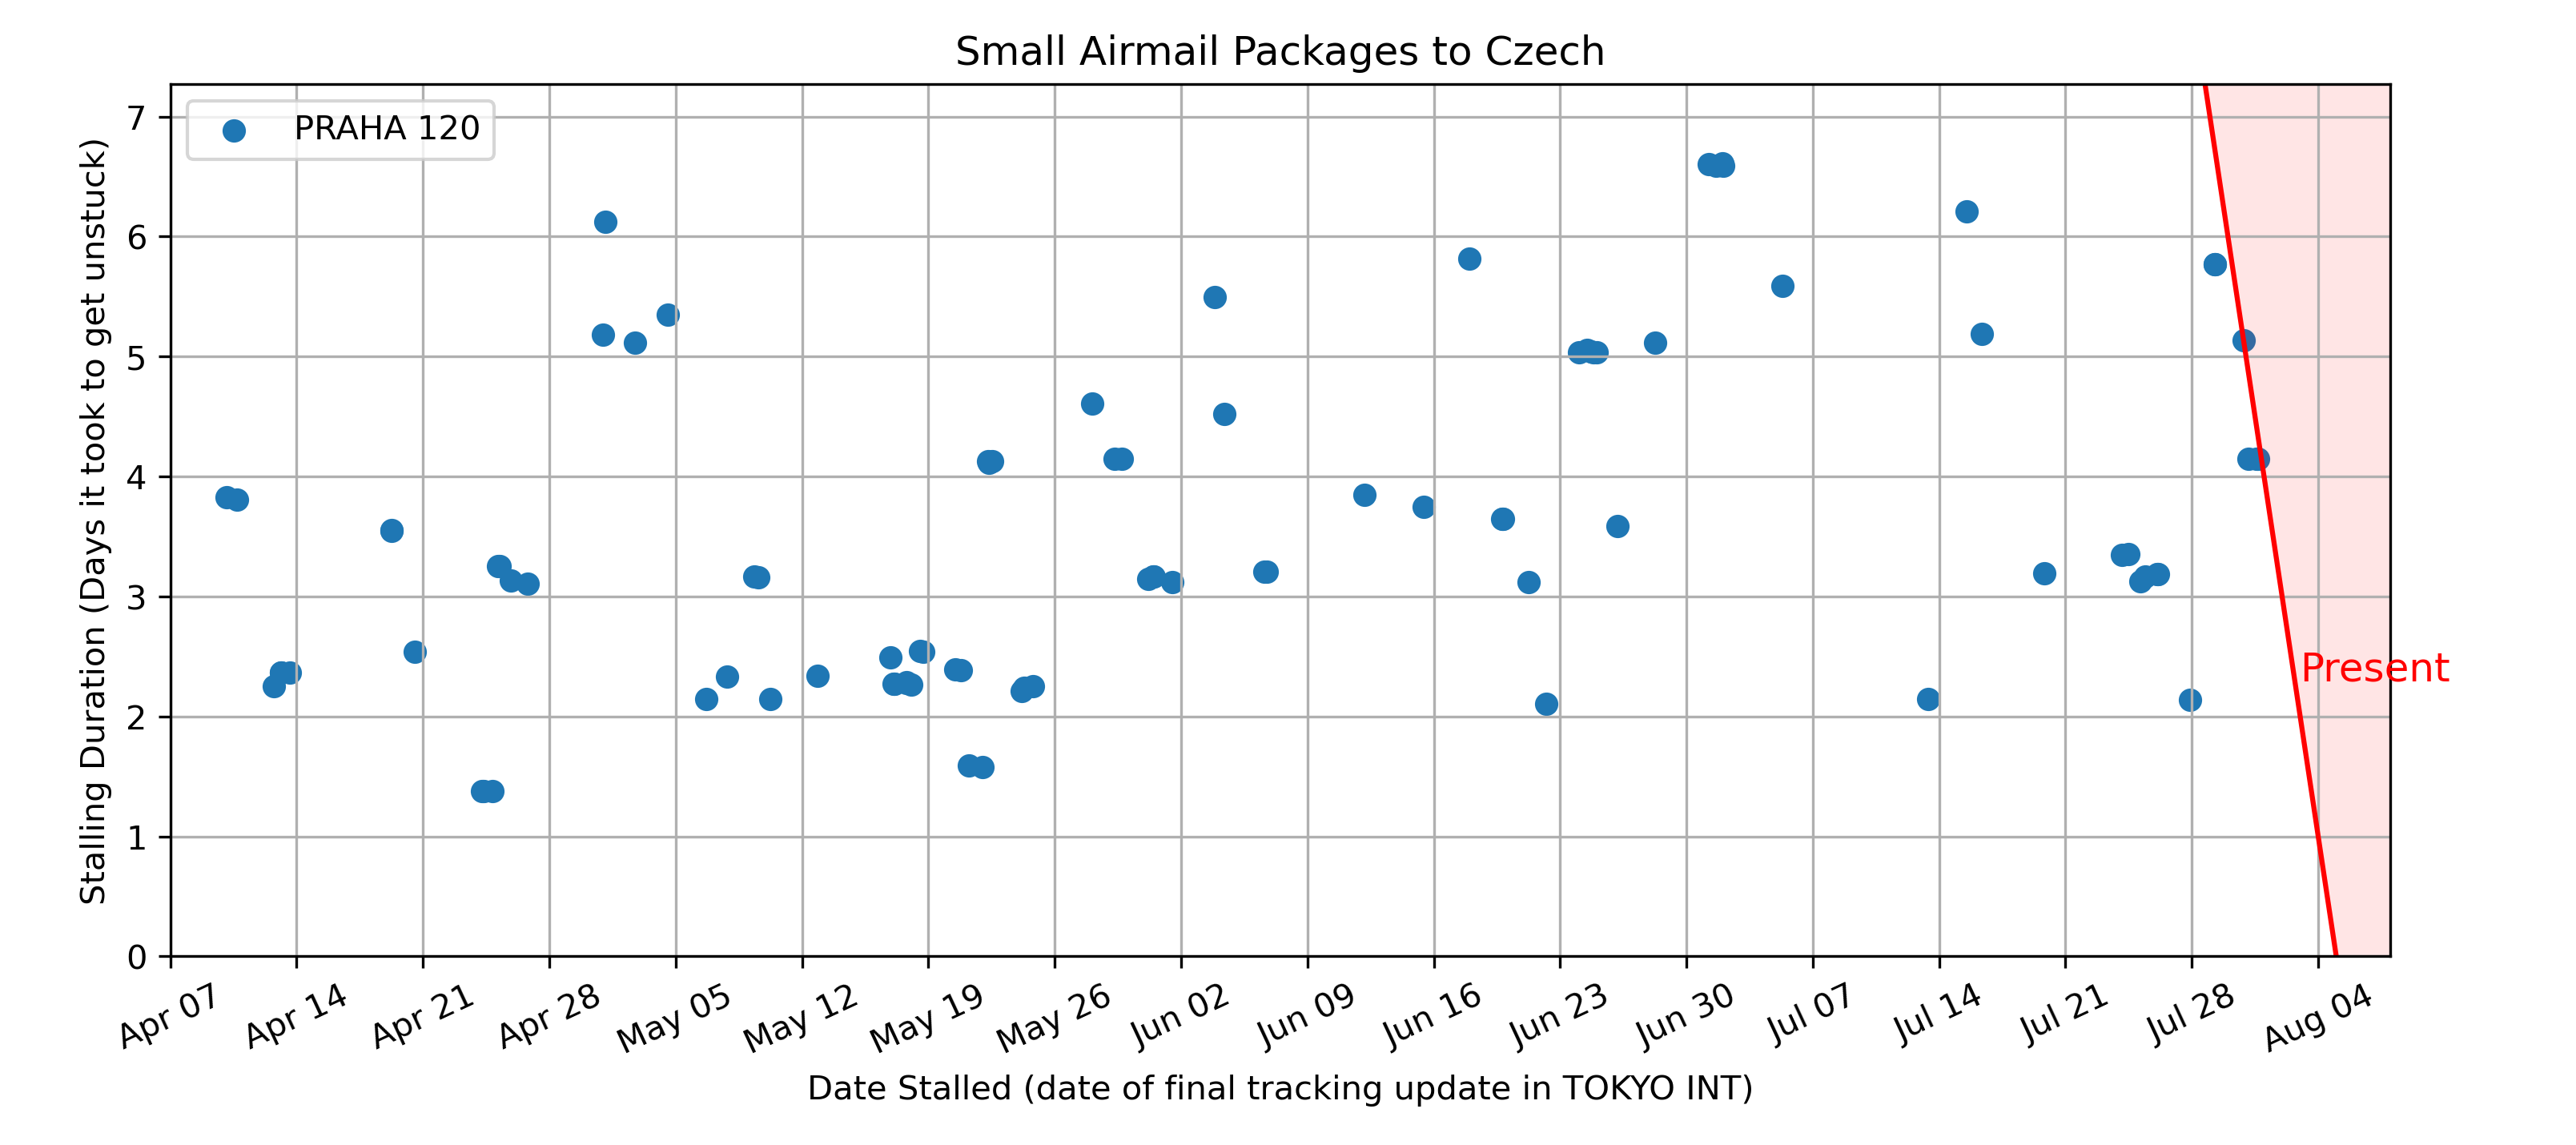 Small Airmail Packages to Czech
PRAHA 120
Stalling Duration (Days it took to get unstuck)
7
6
5
4
3
2
1
0
Present
Apr 07
Apr 14
Apr 21
Apr 28
May 05
May 12
May 19
May 26
Jun 02
Jun 09
Jun 16
Jun 23
Jun 30
Jul 07
Jul 14
Jul 21
Jul 28
Aug 04
Date Stalled (date of final tracking update in TOKYO INT)